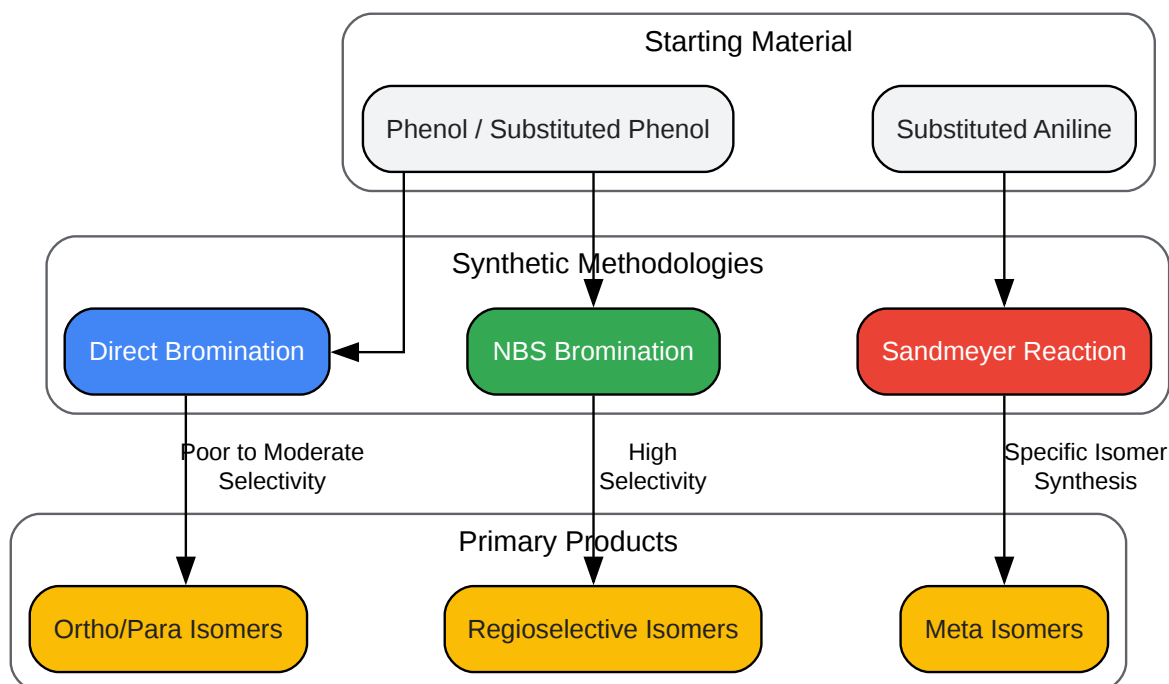 Starting Material
Phenol / Substituted Phenol
Substituted Aniline
Synthetic Methodologies
Direct Bromination
NBS Bromination
Sandmeyer Reaction
Poor to Moderate
Selectivity
High
Selectivity
Specific Isomer
Synthesis
Primary Products
Ortho/Para Isomers
Regioselective Isomers
Meta Isomers